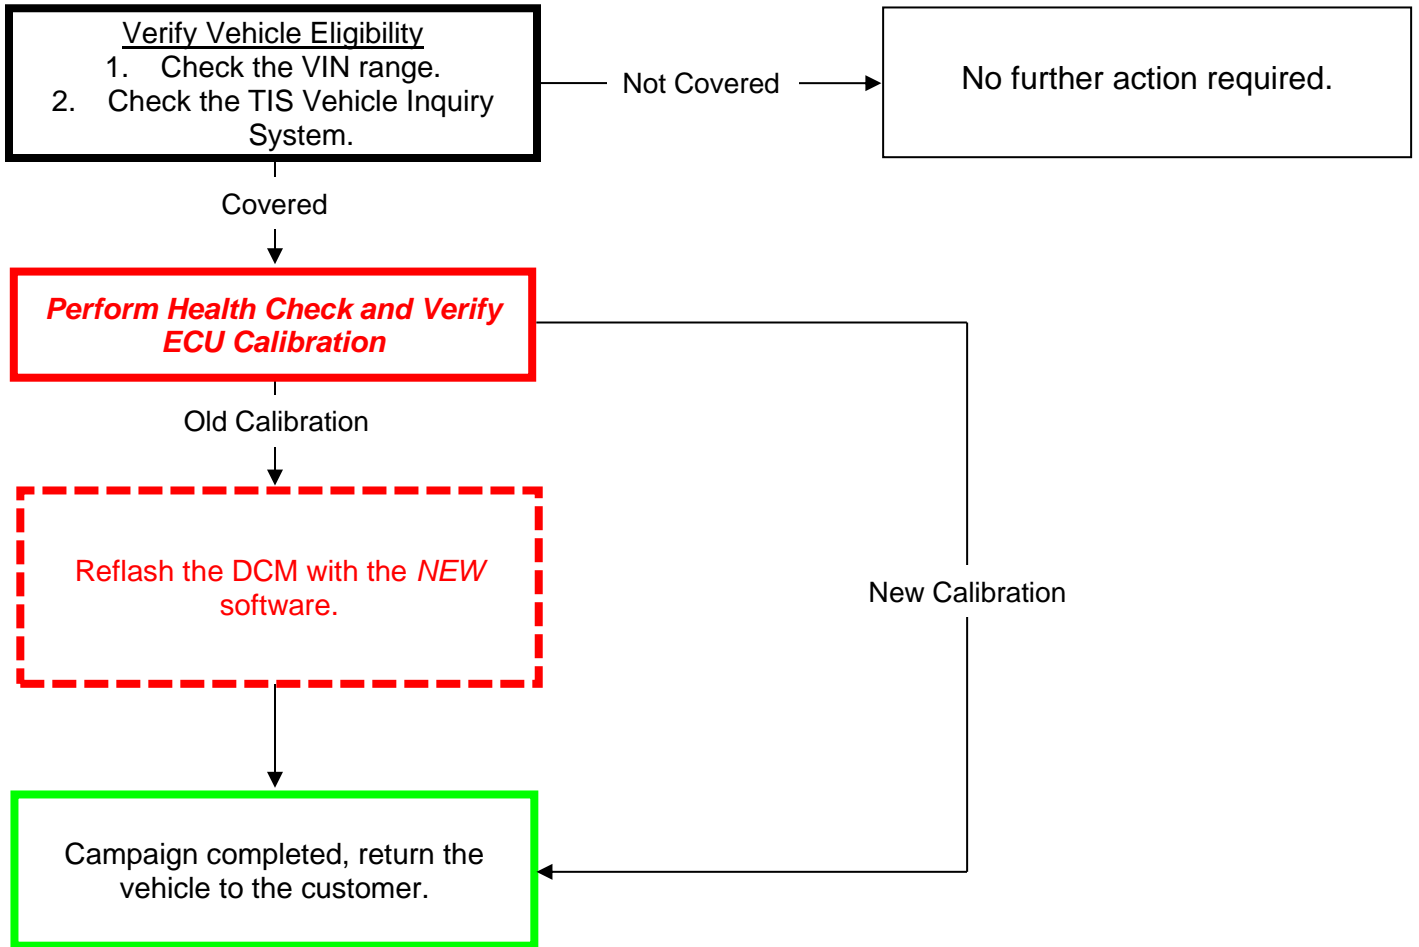 Verify Vehicle Eligibility
1. Check the VIN range.
2. Check the TIS Vehicle Inquiry
System.
Not Covered
No further action required.
Covered
Perform Health Check and Verify
ECU Calibration
Old Calibration
Reflash the DCM with the NEW
software.
New Calibration
Campaign completed, return the
vehicle to the customer.